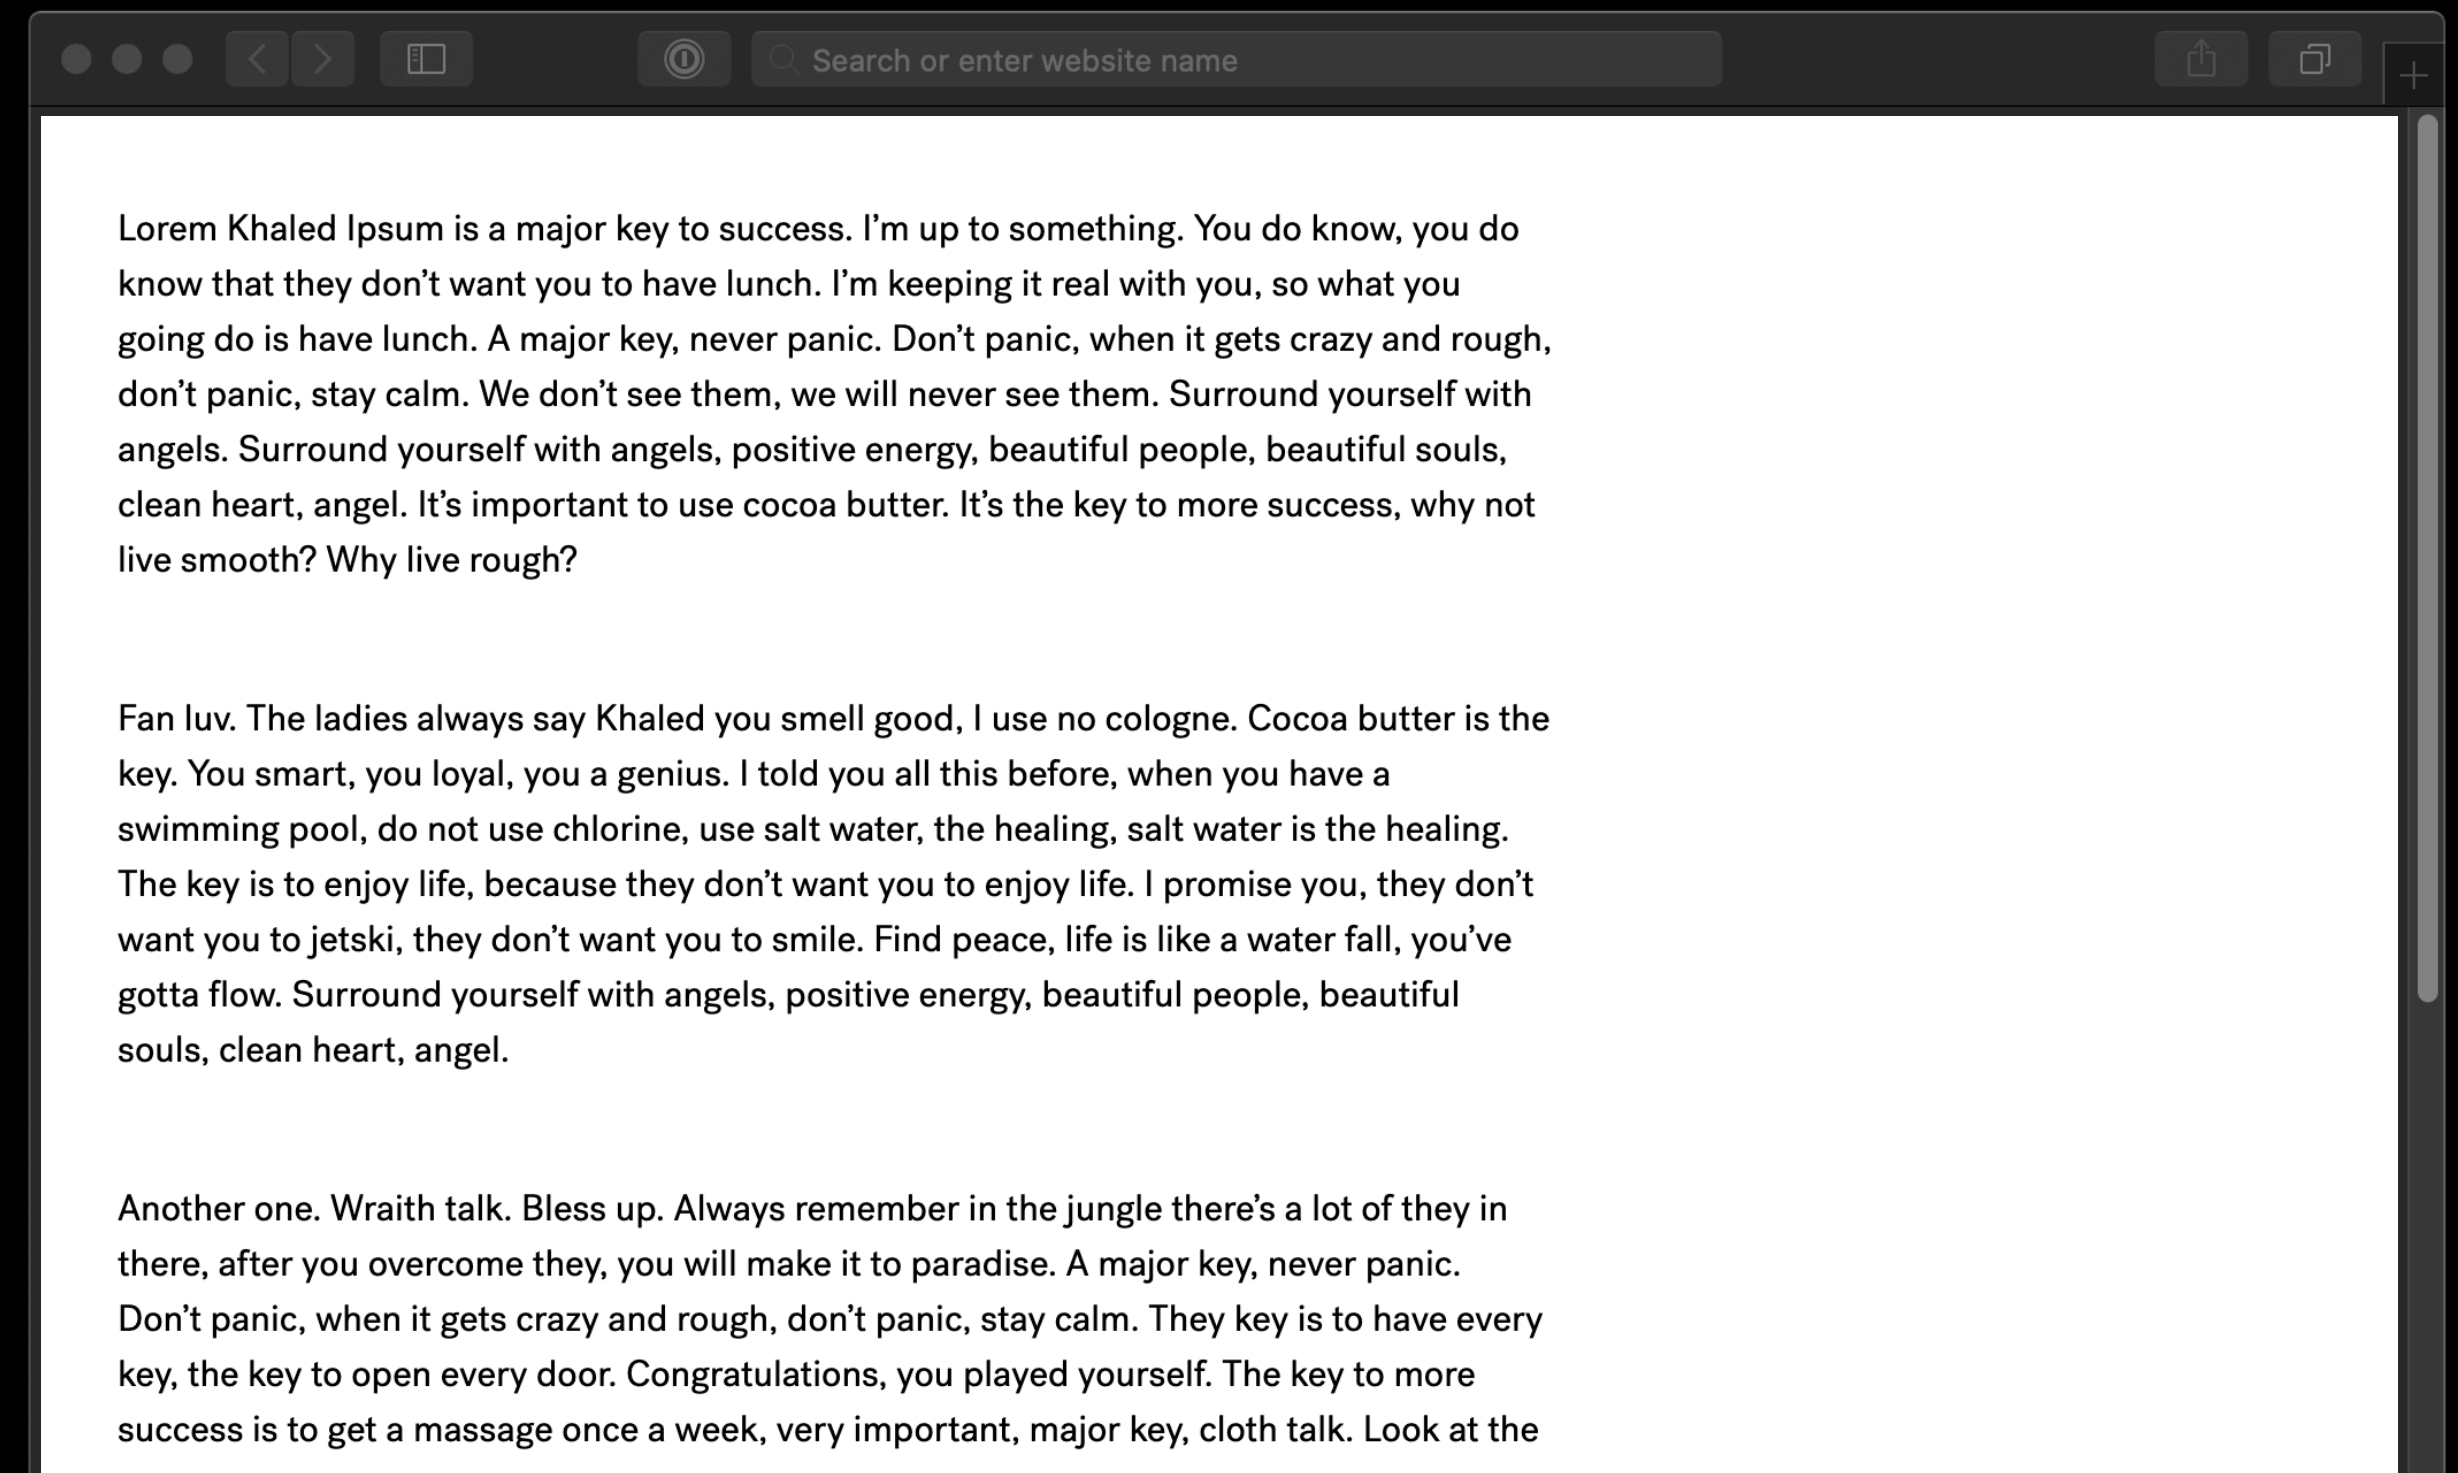 Search or enter website name
Lorem Khaled Ipsum is a major key to success. I’m up to something. You do know, you do
know that they don’t want you to have lunch. I’m keeping it real with you, so what you
going do is have lunch. A major key, never panic. Don’t panic, when it gets crazy and rough,
don’t panic, stay calm. We don’t see them, we will never see them. Surround yourself with
angels. Surround yourself with angels, positive energy, beautiful people, beautiful souls,
clean heart, angel. It’s important to use cocoa butter. It’s the key to more success, why not
live smooth? Why live rough?
Fan luv. The ladies always say Khaled you smell good, I use no cologne. Cocoa butter is the
key. You smart, you loyal, you a genius. I told you all this before, when you have a
swimming pool, do not use chlorine, use salt water, the healing, salt water is the healing.
The key is to enjoy life, because they don’t want you to enjoy life. I promise you, they don’t
want you to jetski, they don’t want you to smile. Find peace, life is like a water fall, you’ve
gotta flow. Surround yourself with angels, positive energy, beautiful people, beautiful
souls, clean heart, angel.
Another one. Wraith talk. Bless up. Always remember in the jungle there’s a lot of they in
there, after you overcome they, you will make it to paradise. A major key, never panic.
Don’t panic, when it gets crazy and rough, don’t panic, stay calm. They key is to have every
key, the key to open every door. Congratulations, you played yourself. The key to more
success is to get a massage once a week, very important, major key, cloth talk. Look at the